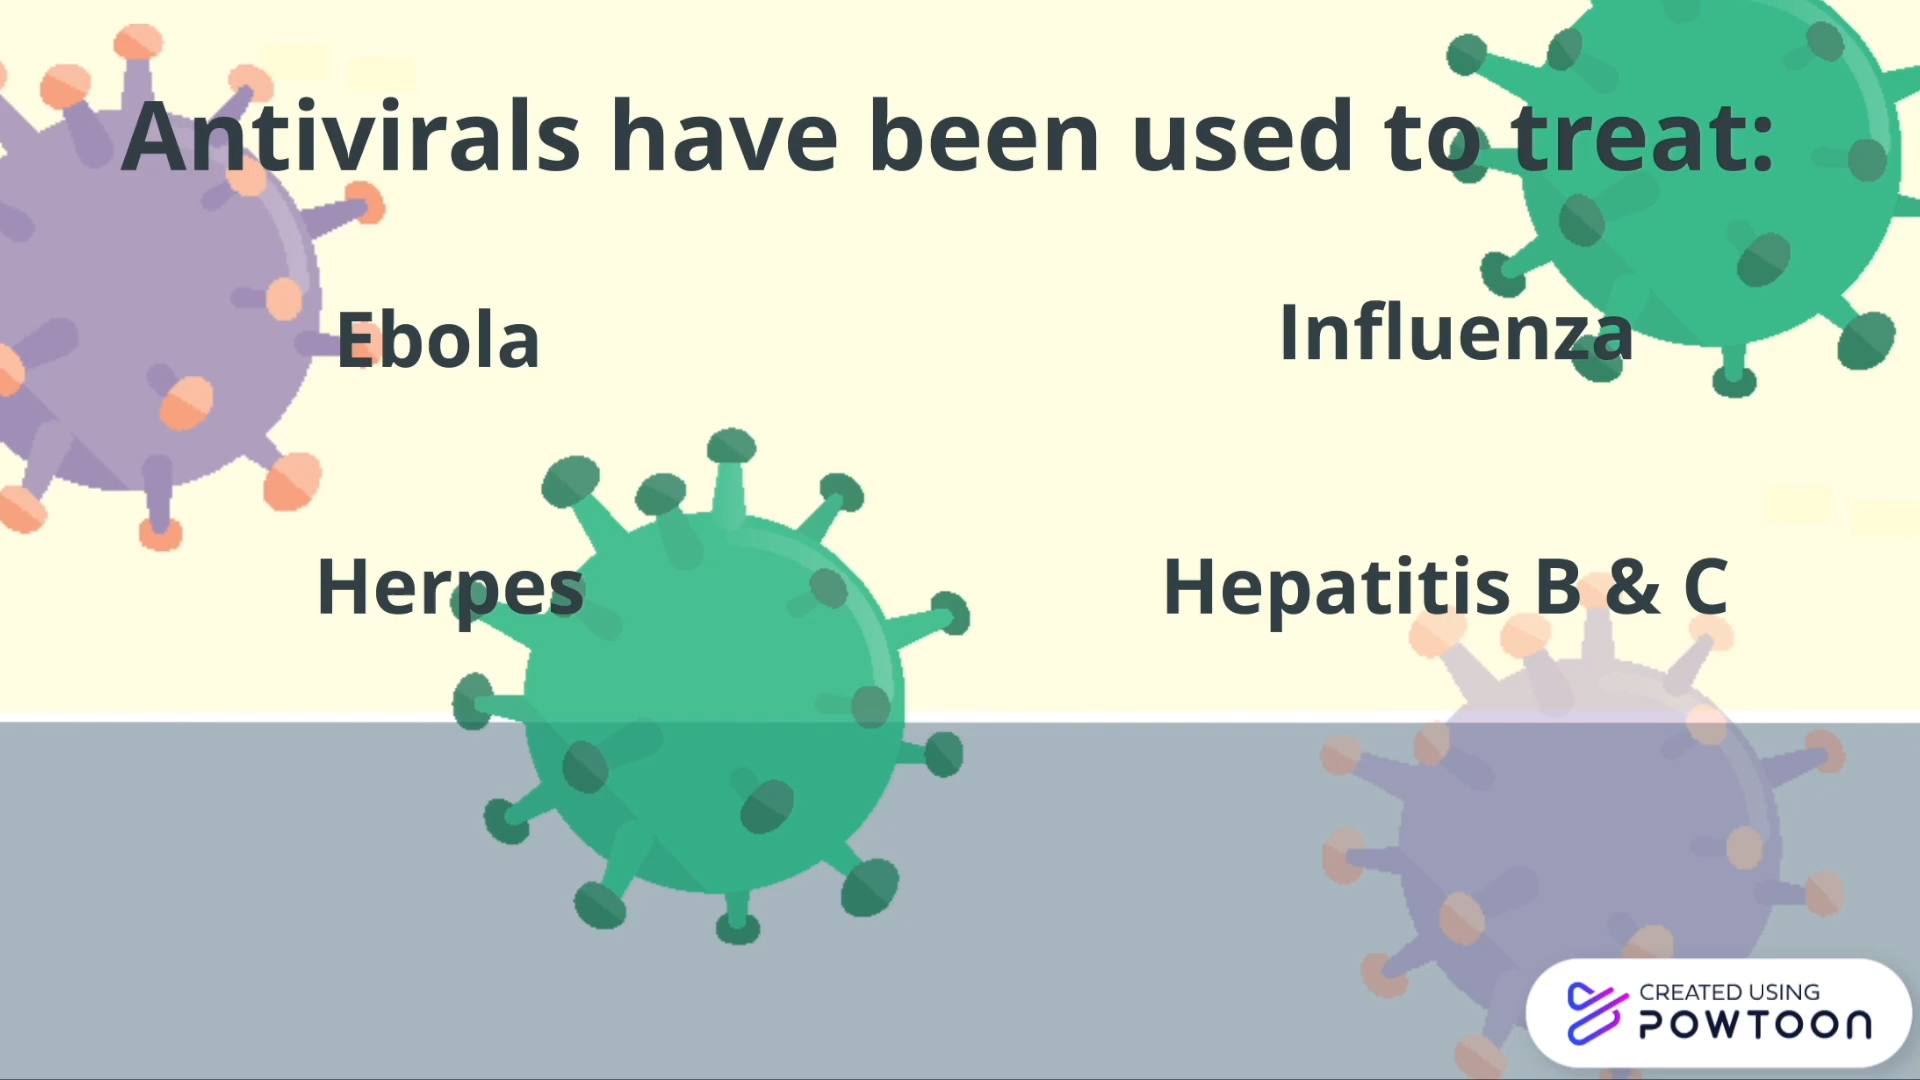 Antivirals have been used to treat:
Ebola
Influenza
Herpes
Hepatitis B & C
CREATED USING
POWTOON